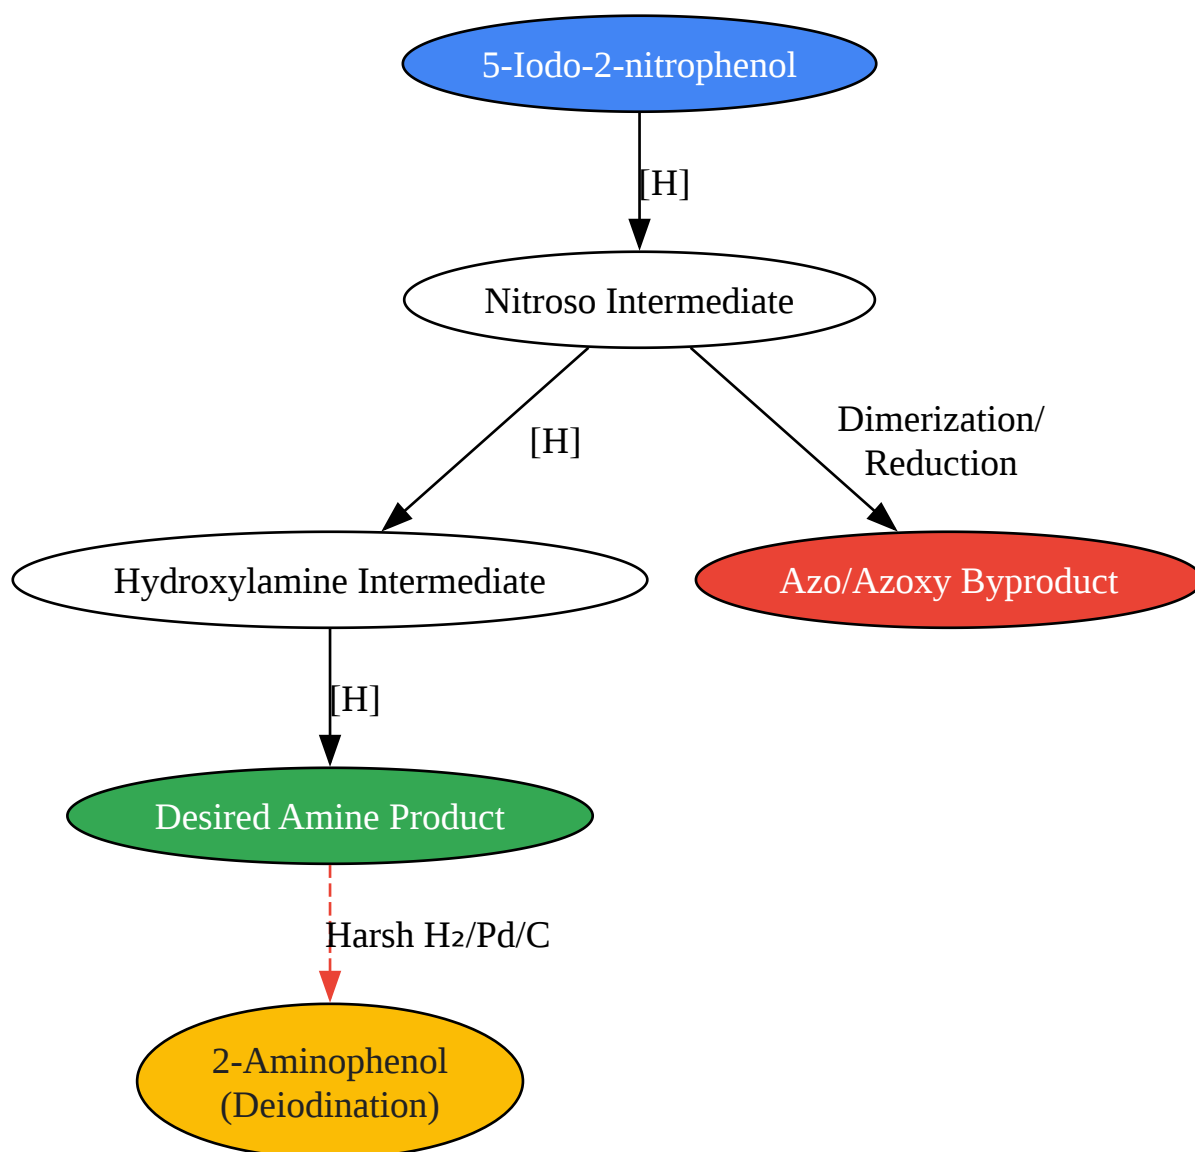 5-Iodo-2-nitrophenol
[H]
Nitroso Intermediate
[H]
Dimerization/
Reduction
Hydroxylamine Intermediate
Azo/Azoxy Byproduct
[H]
Desired Amine Product
Harsh H₂/Pd/C
2-Aminophenol
(Deiodination)